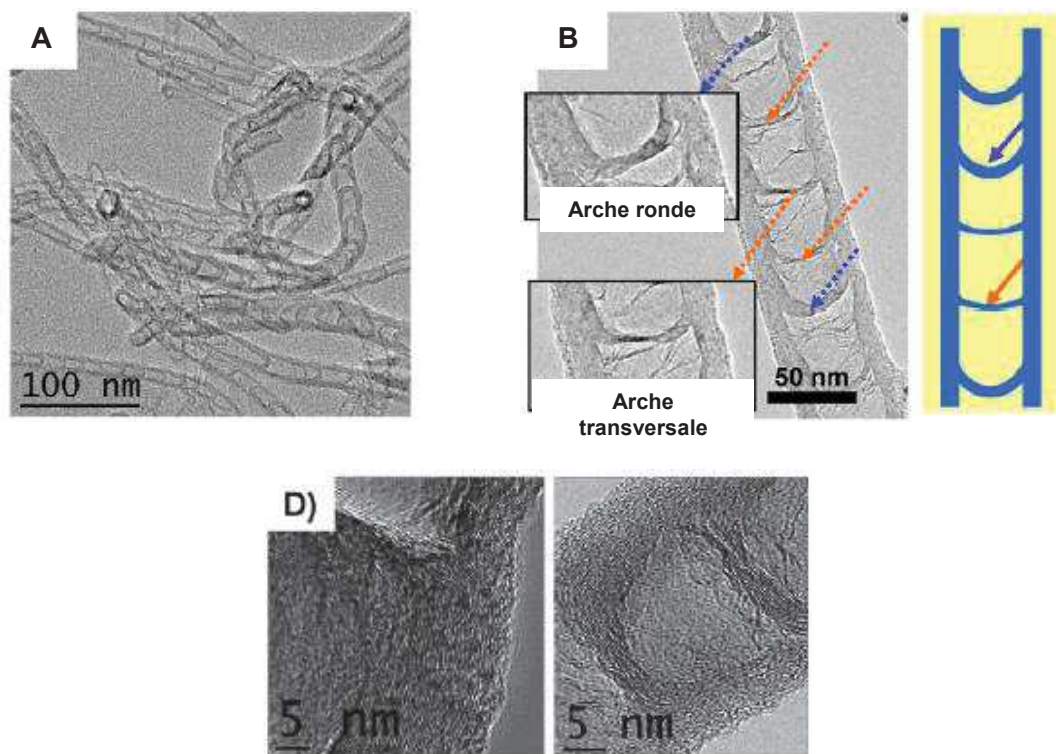 A
100 nm
B
Arche ronde
Arche
transversale
50 nm
D)
5 nm
5 nm